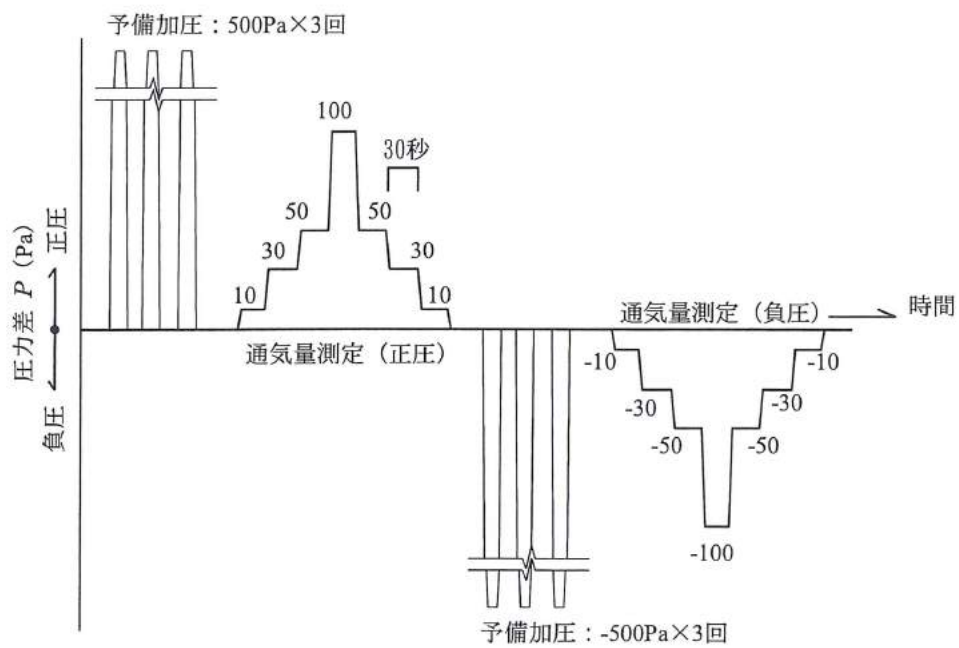 予備加圧：500Pa×3回
100
30秒
50
50
30
30
10
10
圧力差 P (Pa)
正圧
負圧
通気量測定（正圧）
通気量測定（負圧）
時間
-10
-10
-30
-30
-50
-50
-100
予備加圧：-500Pa×3回